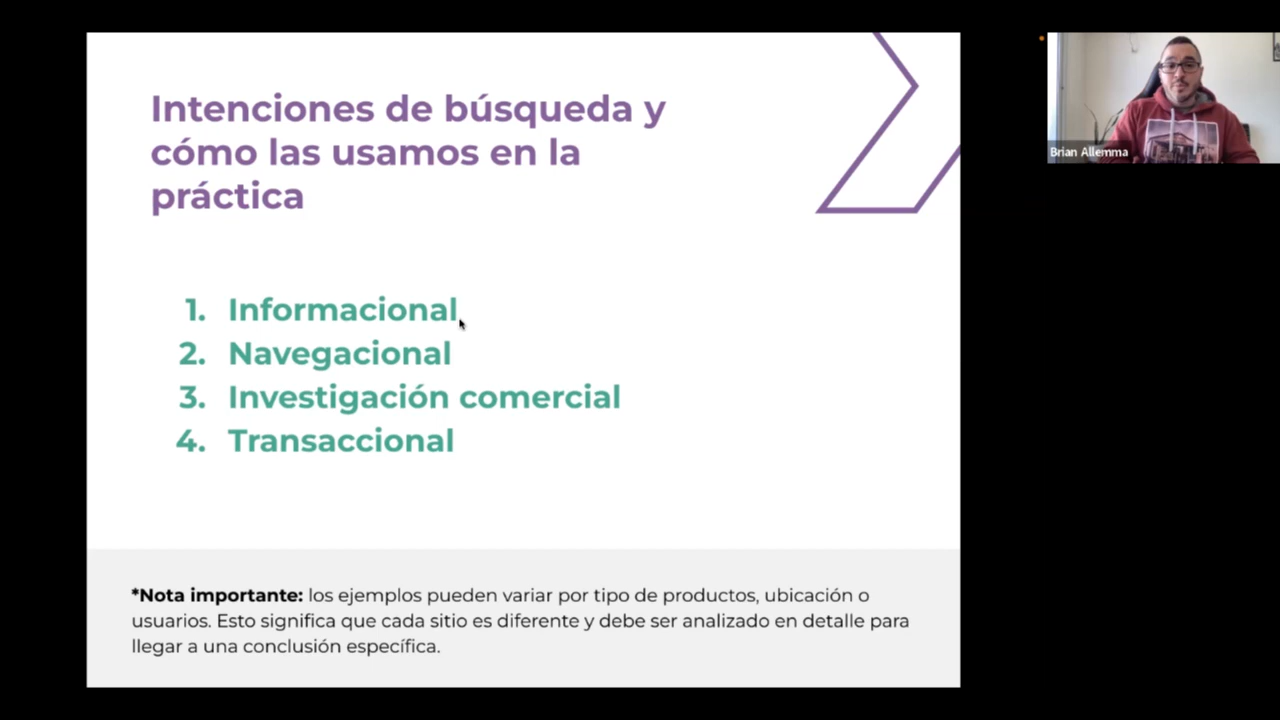 Intenciones de búsqueda y
cómo las usamos en la
práctica
1. Informacional
2. Navegacional
3. Investigación comercial
4. Transaccional
*Nota importante: los ejemplos pueden variar por tipo de productos, ubicación o
usuarios. Esto significa que cada sitio es diferente y debe ser analizado en detalle para
llegar a una conclusión específica.
Brian Allemma